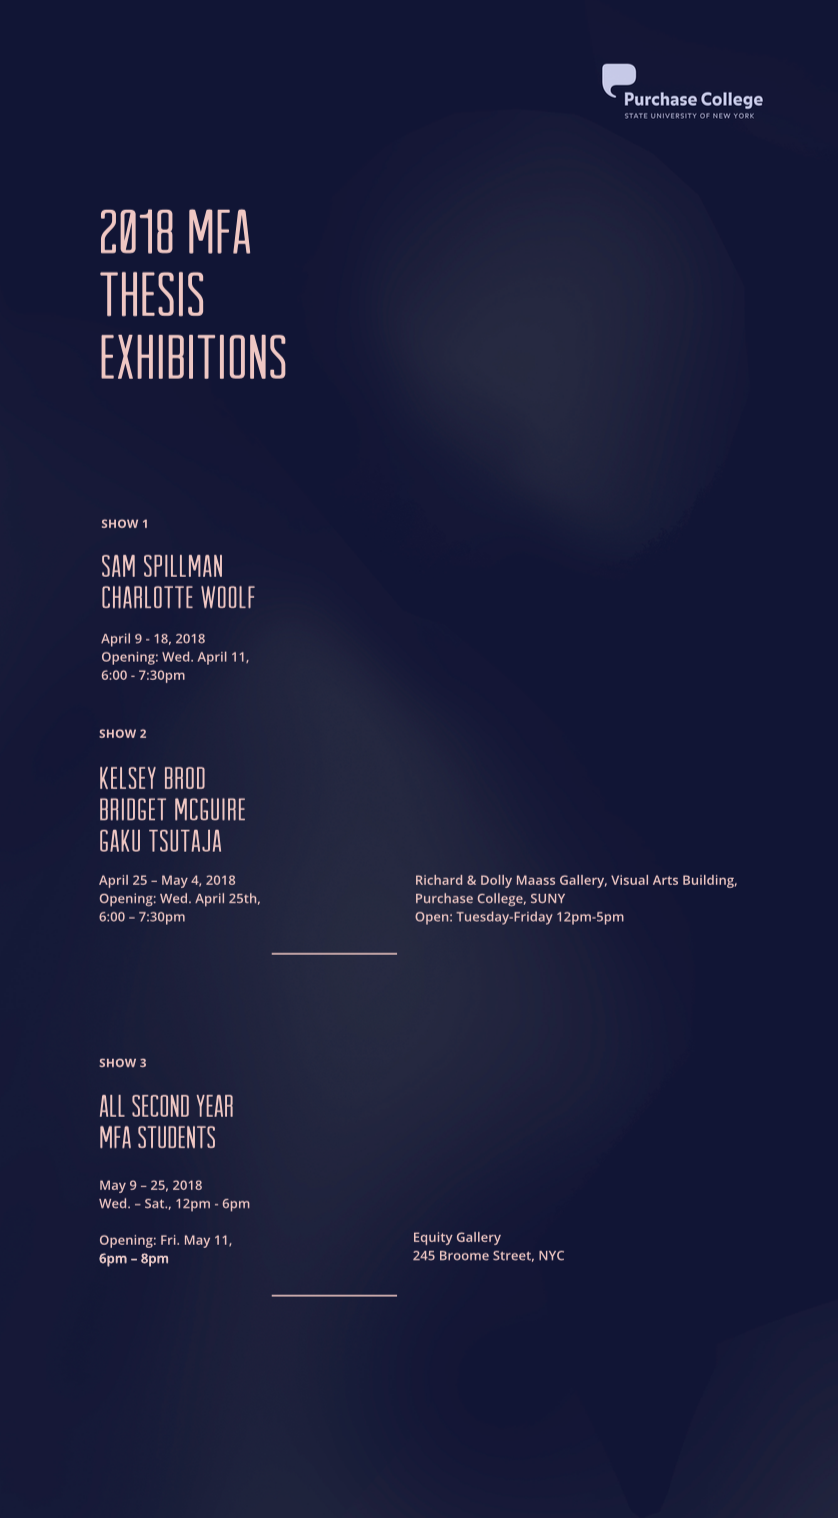 Purchase College
STATE UNIVERSITY OF NEW YORK
2018 MFA
THESIS
EXHIBITIONS
SHOW 1
SAM SPILLMAN
CHARLOTTE WOOLF
April 9 - 18, 2018
Opening: Wed. April 11,
6:00 - 7:30pm
SHOW 2
KELSEY BROD
BRIDGET MCGUIRE
GAKU TSUTAJA
April 25 – May 4, 2018
Opening: Wed. April 25th,
6:00 – 7:30pm
Richard & Dolly Maass Gallery, Visual Arts Building,
Purchase College, SUNY
Open: Tuesday-Friday 12pm-5pm
SHOW 3
ALL SECOND YEAR
MFA STUDENTS
May 9 – 25, 2018
Wed. – Sat., 12pm - 6pm
Opening: Fri. May 11,
6pm – 8pm
Equity Gallery
245 Broome Street, NYC